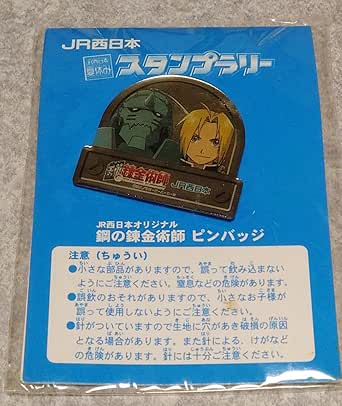 JR西日本
JR西日本
夏休み
スタンプラリー
鋼の錬金術師
JR西日本
JR西日本オリジナル
鋼の錬金術師 ピンバッジ
注意（ちゅうい）
●小さな部品がありますので、誤って飲み込まない
ようにご注意ください。窒息などの危険があります。
●誤飲のおそれがありますので、小さなお子様が
誤って使用しないようにご注意ください。
●針がついていますので生地に穴があき破損の原因
となる場合があります。また針による、けがなど
の危険があります。針には十分ご注意ください。